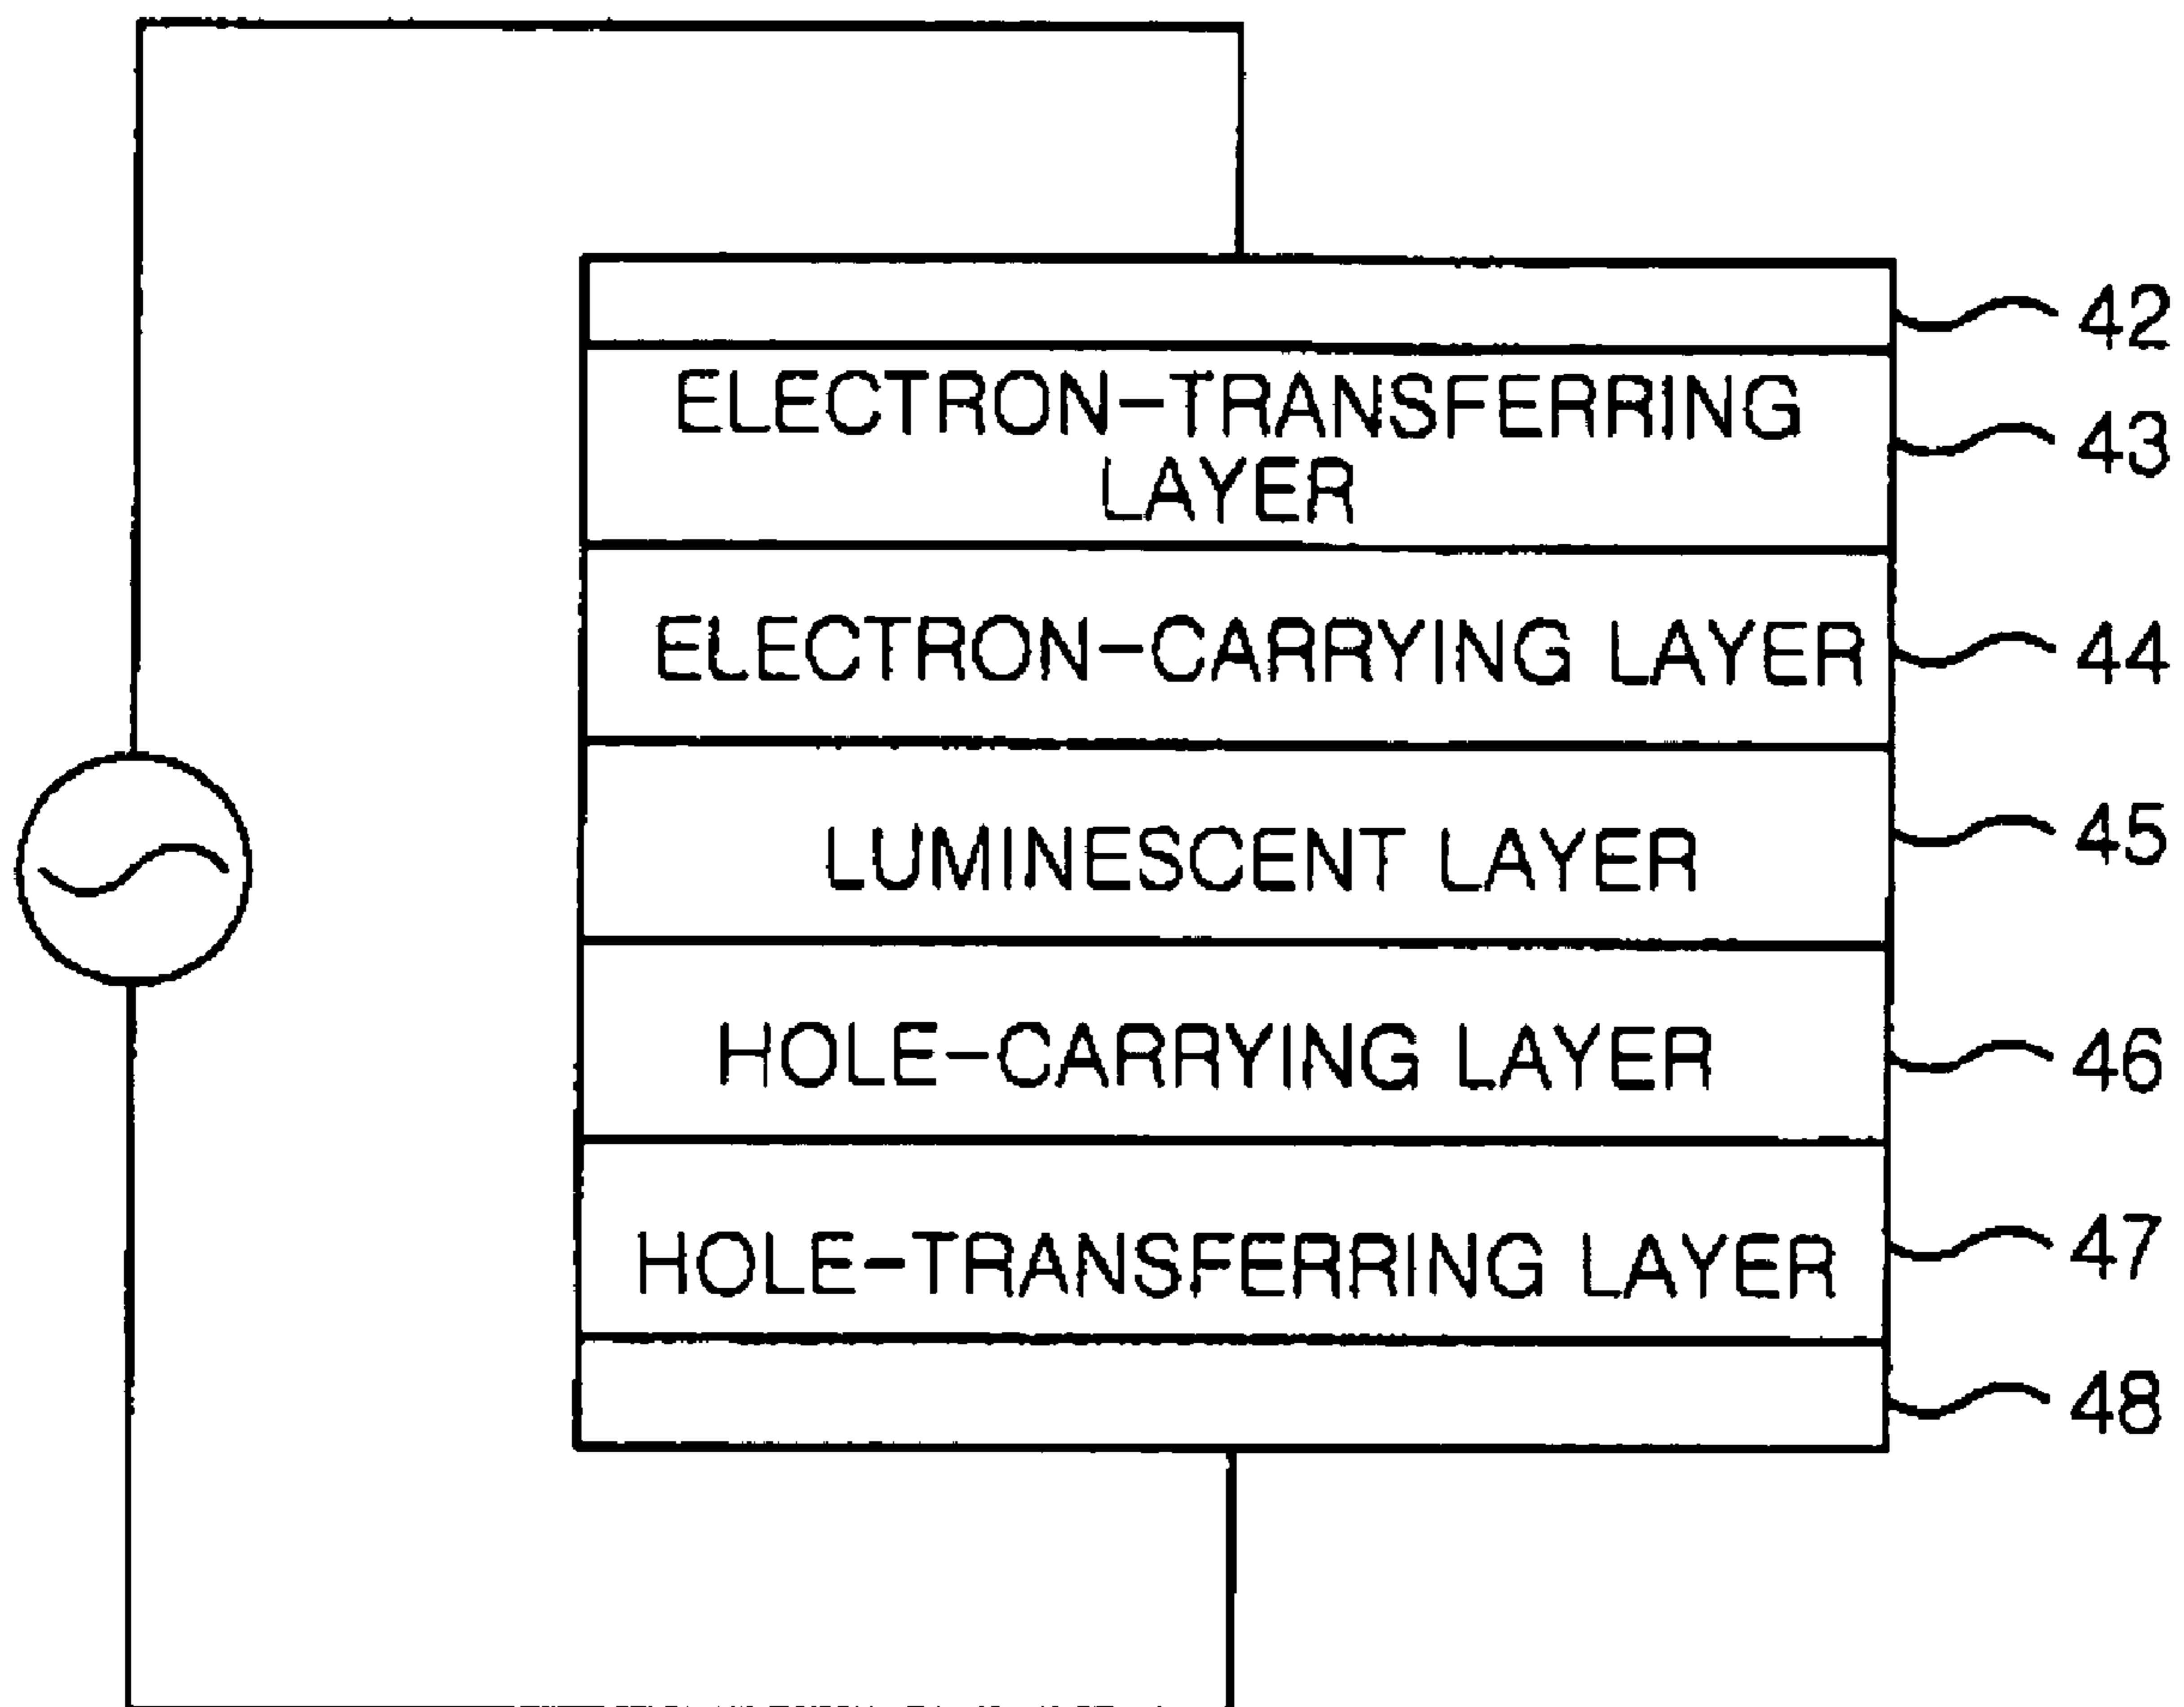 42
ELECTRON-TRANSFERRING
LAYER
43
ELECTRON-CARRYING LAYER
44
LUMINESCENT LAYER
45
HOLE-CARRYING LAYER
46
HOLE-TRANSFERRING LAYER
47
48